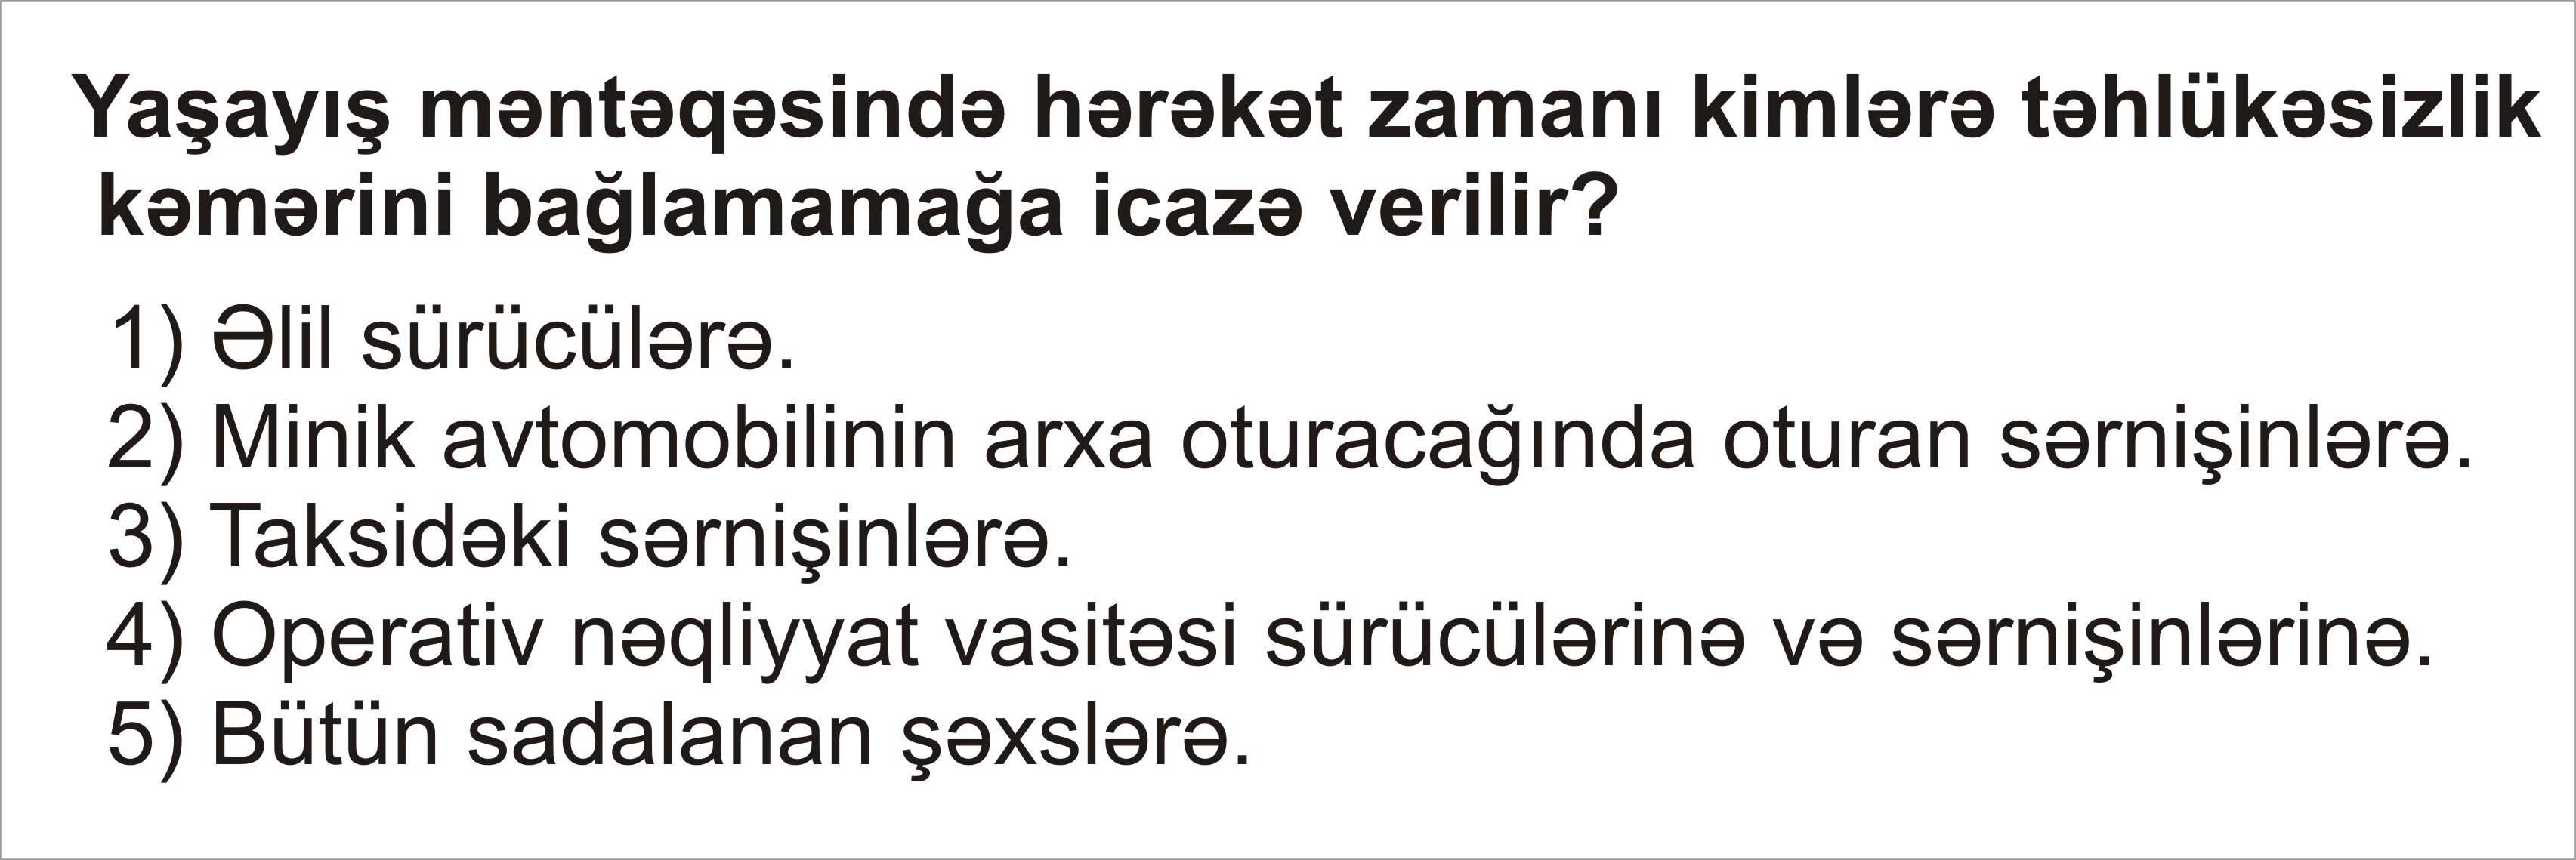 Yaşayış məntəqəsində hərəkət zamanı kimlərə təhlükəsizlik
kəmərini bağlamamağa icazə verilir?
1) Əlil sürücülərə.
2) Minik avtomobilinin arxa oturacağında oturan sərnişinlərə.
3) Taksidəki sərnişinlərə.
4) Operativ nəqliyyat vasitəsi sürücülərinə və sərnişinlərinə.
5) Bütün sadalanan şəxslərə.